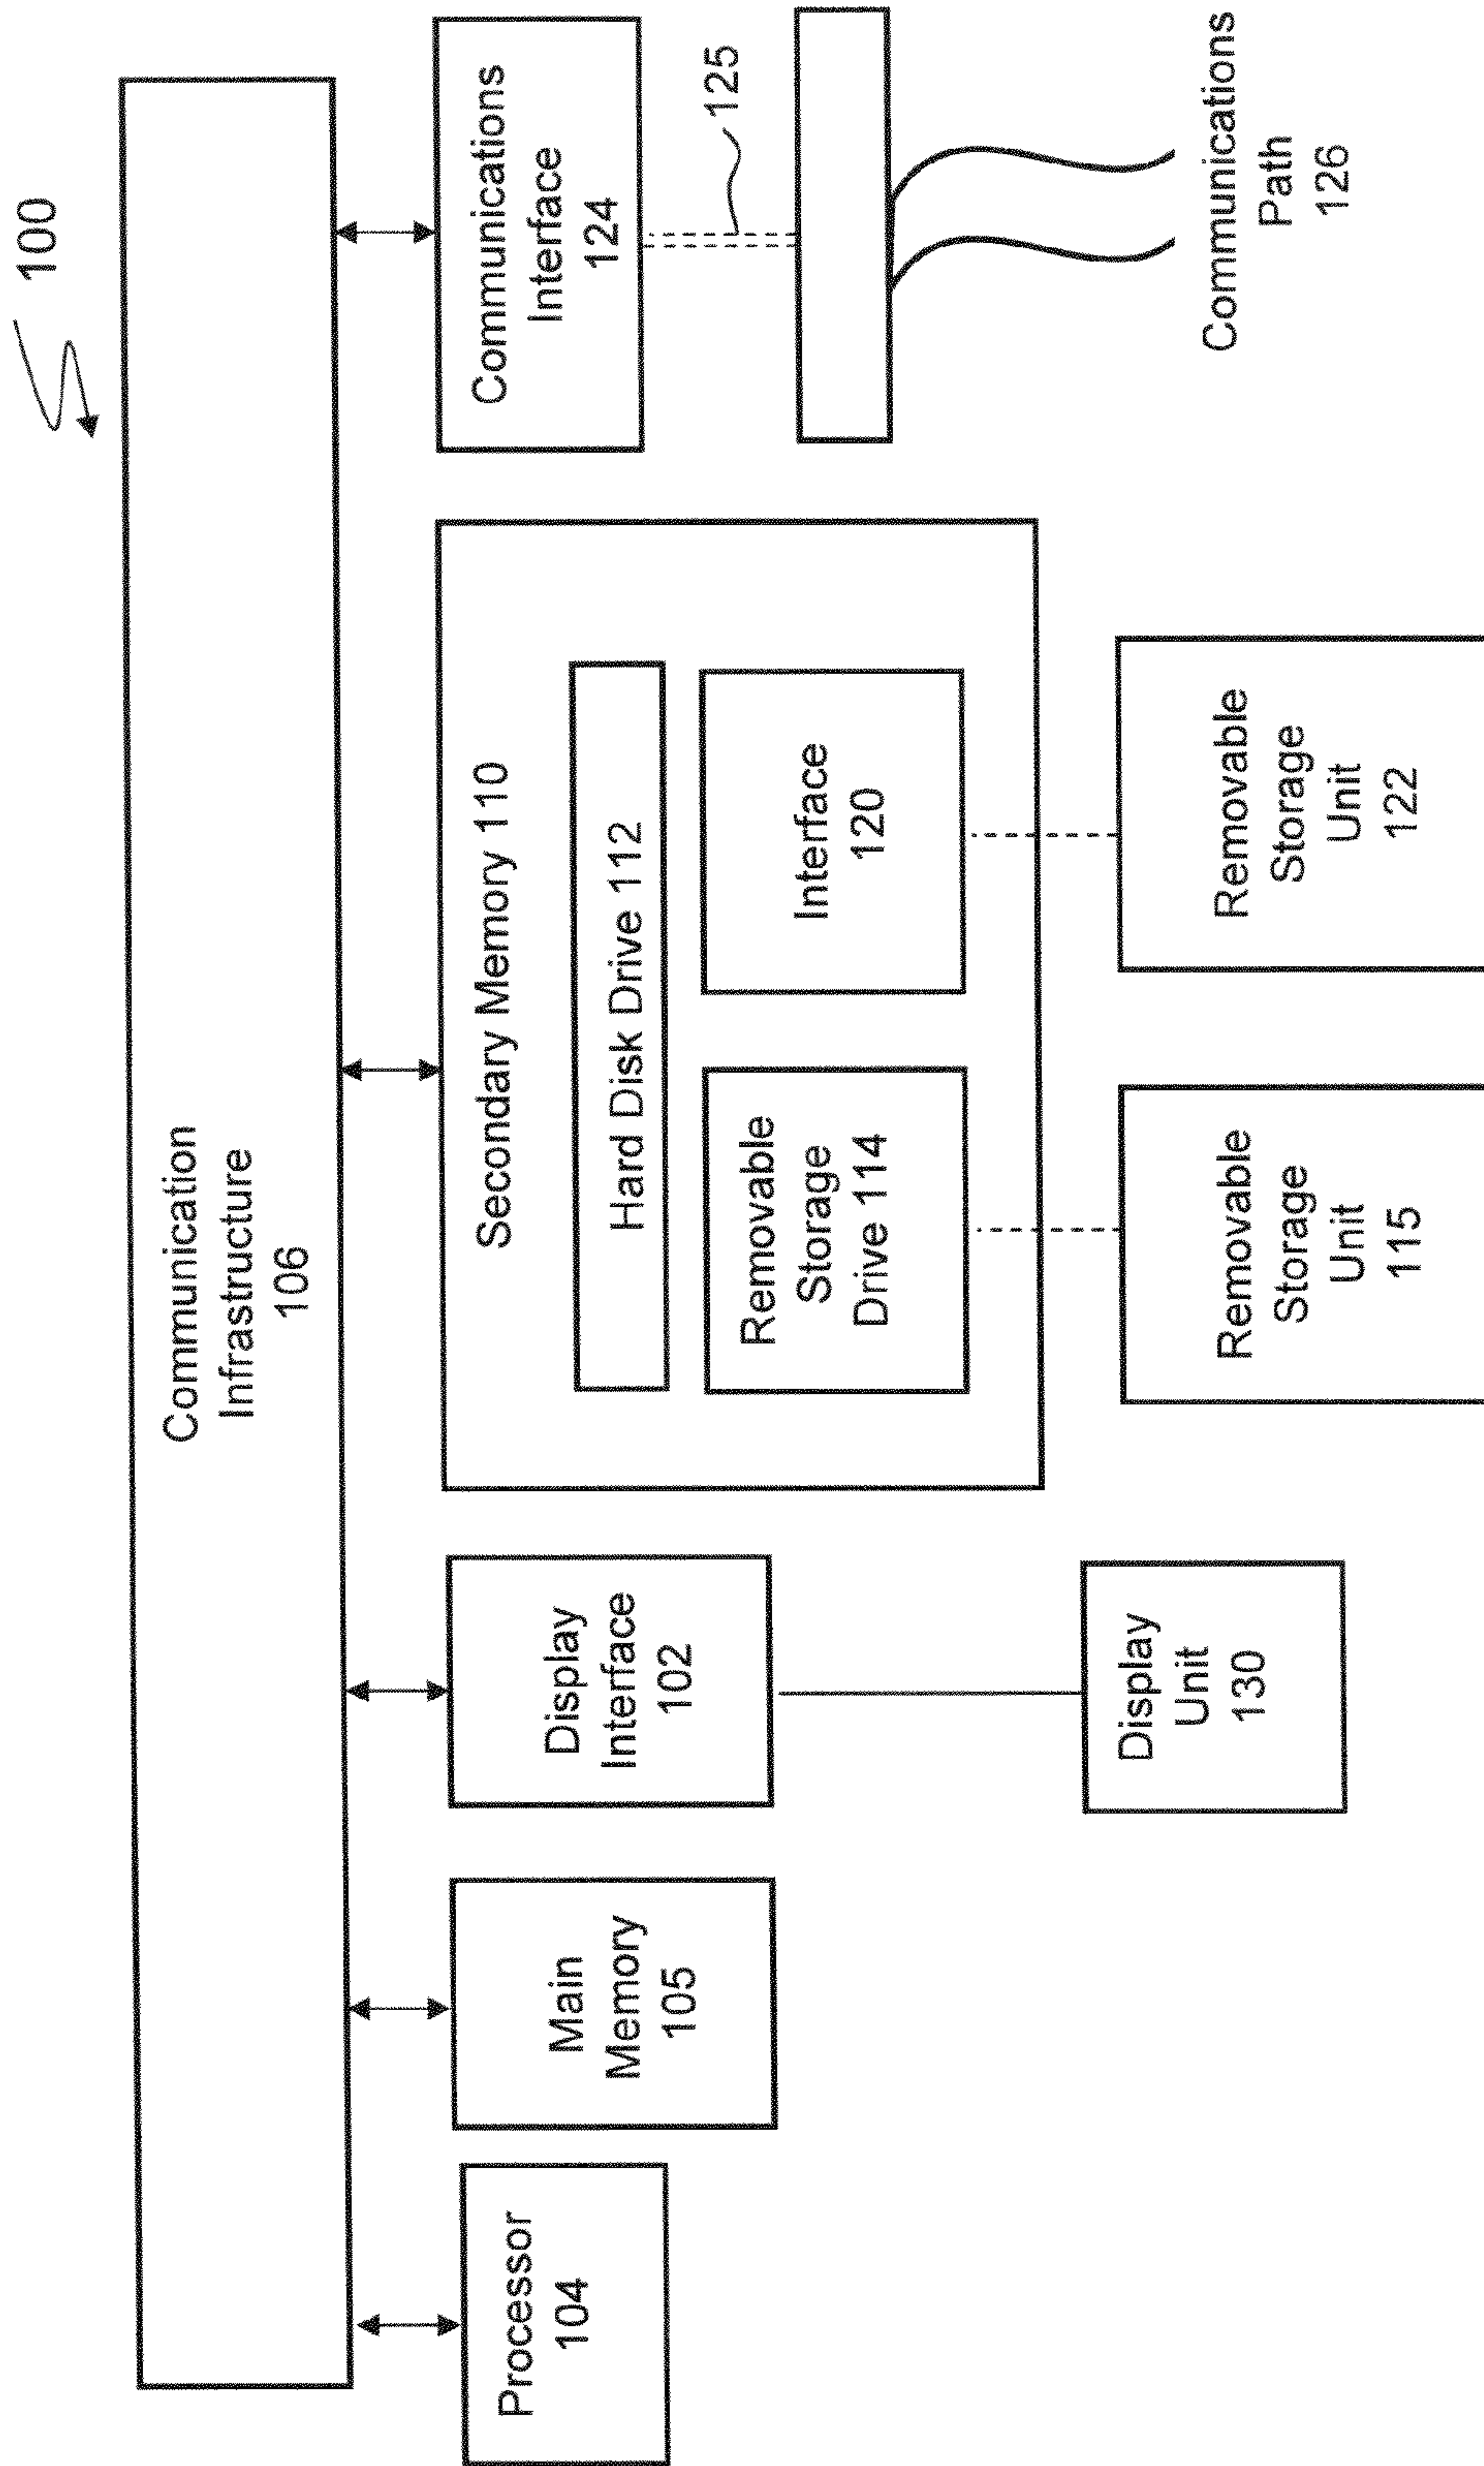 100
Communication
Infrastructure
106
Processor
104
Main
Memory
105
Display
Interface
102
Display
Unit
130
Secondary Memory 110
Hard Disk Drive 112
Removable
Storage
Drive 114
Interface
120
Removable
Storage
Unit
115
Removable
Storage
Unit
122
Communications
Interface
124
125
Communications
Path
126